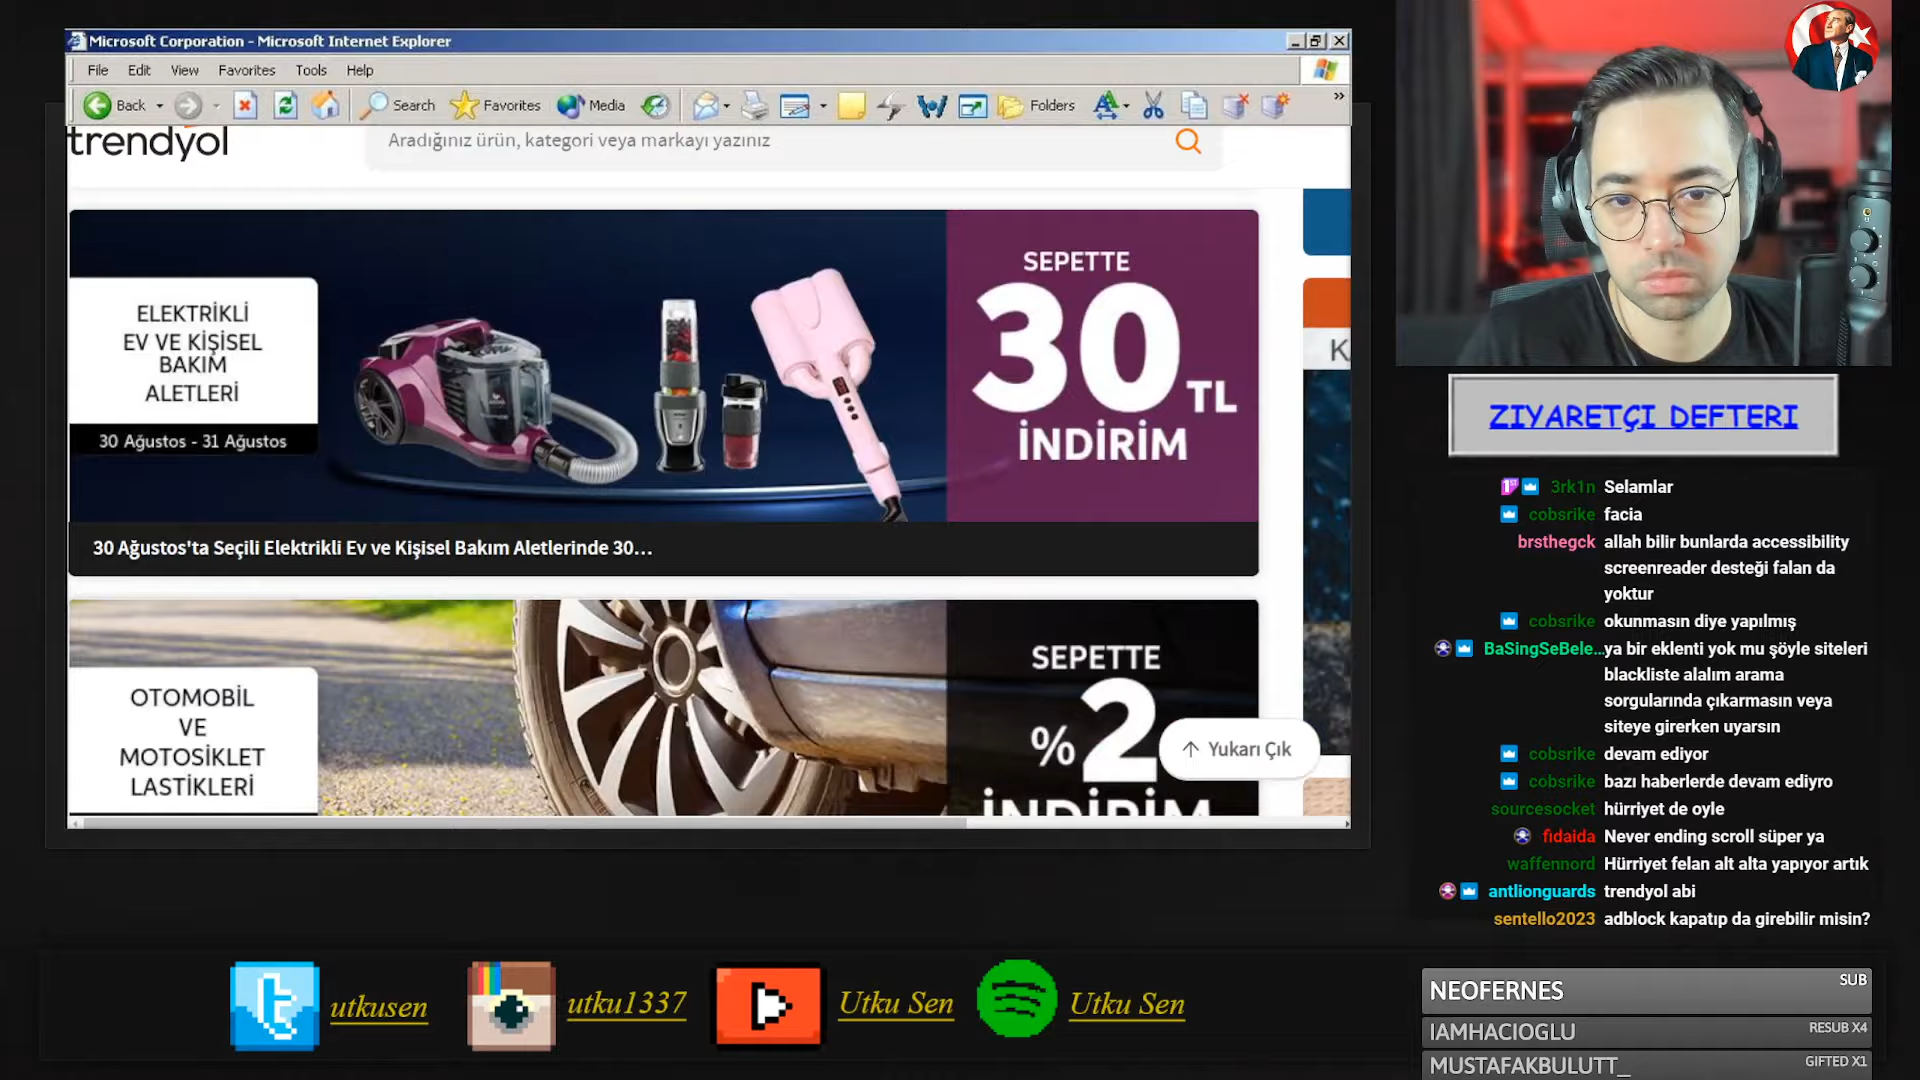 Microsoft Corporation - Microsoft Internet Explorer
File Edit View Favorites Tools Help
Back Search Favorites Media Folders
trendyol
Aradığınız ürün, kategori veya markayı yazınız
ELEKTRİKLİ
EV VE KİŞİSEL
BAKIM
ALETLERİ
30 Ağustos - 31 Ağustos
SEPETTE
30 TL
İNDİRİM
30 Ağustos'ta Seçili Elektrikli Ev ve Kişisel Bakım Aletlerinde 30...
OTOMOBİL
VE
MOTOSİKLET
LASTİKLERİ
SEPETTE
%2
İNDİRİM
Yukarı Çık
ZIYARETÇI DEFTERI
3rk1n Selamlar
cobsrike facia
brsthegck allah bilir bunlarda accessibility
screenreader desteği falan da
yoktur
cobsrike okunmasın diye yapılmış
BaSingSeBele... ya bir eklenti yok mu şöyle siteleri
blackliste alalım arama
sorgularında çıkarmasın veya
siteye girerken uyarsın
cobsrike devam ediyor
cobsrike bazı haberlerde devam ediyro
sourcesocket hürriyet de oyle
fidaida Never ending scroll süper ya
waffennord Hürriyet felan alt alta yapıyor artık
antlionguards trendyol abi
sentello2023 adblock kapatıp da girebilir misin?
utkusen
utku1337
Utku Sen
Utku Sen
NEOFERNES SUB
IAMHACIOGLU RESUB X4
MUSTAFAKBULUTT_ GIFTED X1